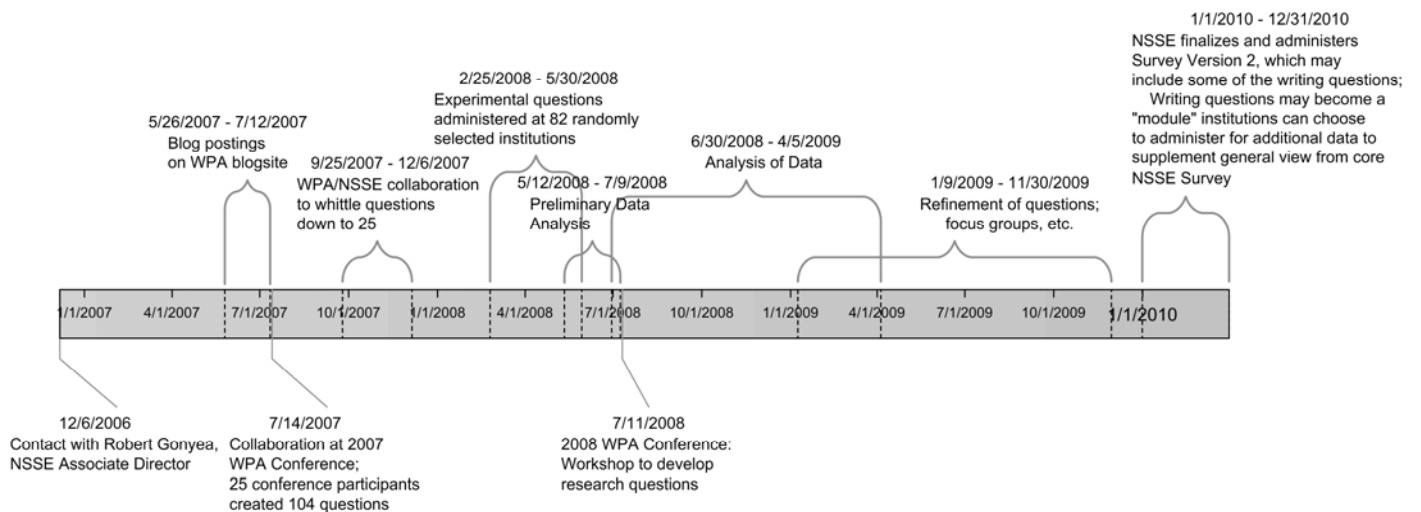 1/1/2010 - 12/31/2010
NSSE finalizes and administers
Survey Version 2, which may
include some of the writing questions;
Writing questions may become a
"module" institutions can choose
to administer for additional data to
supplement general view from core
NSSE Survey
2/25/2008 - 5/30/2008
Experimental questions
administered at 82 randomly
selected institutions
5/26/2007 - 7/12/2007
Blog postings
on WPA blogsite
9/25/2007 - 12/6/2007
WPA/NSSE collaboration
to whittle questions
down to 25
5/12/2008 - 7/9/2008
Preliminary Data
Analysis
6/30/2008 - 4/5/2009
Analysis of Data
1/9/2009 - 11/30/2009
Refinement of questions;
focus groups, etc.
1/1/2007 4/1/2007 7/1/2007 10/1/2007 1/1/2008 4/1/2008 7/1/2008 10/1/2008 1/1/2009 4/1/2009 7/1/2009 10/1/2009 1/1/2010
12/6/2006
Contact with Robert Gonyea,
NSSE Associate Director
7/14/2007
Collaboration at 2007
WPA Conference;
25 conference participants
created 104 questions
7/11/2008
2008 WPA Conference:
Workshop to develop
research questions